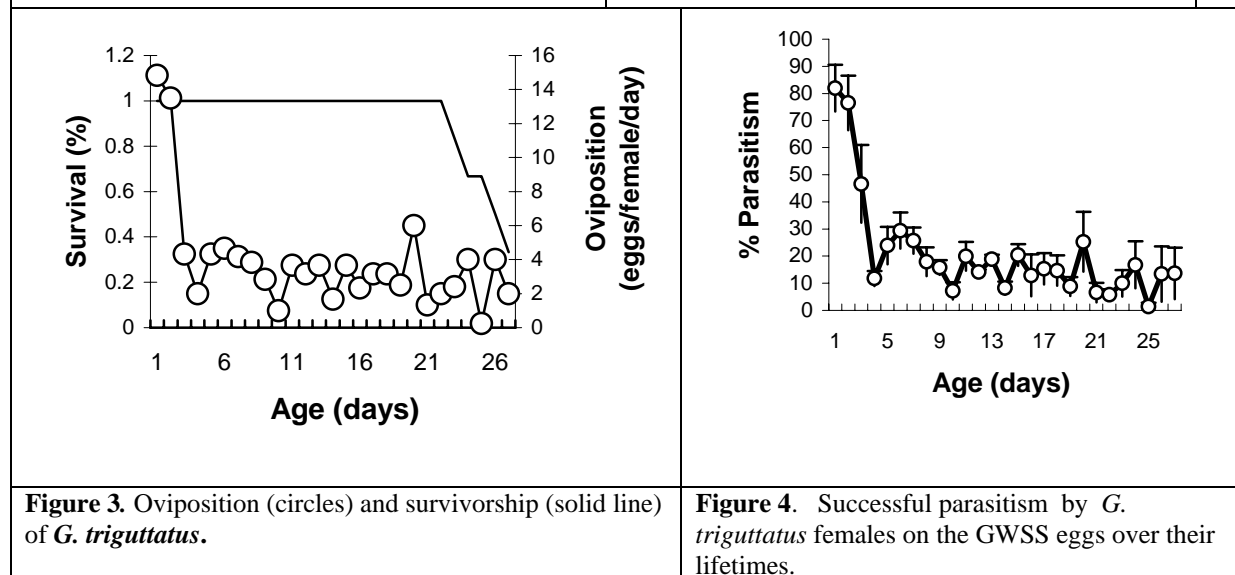 1.2
1
0.8
0.6
0.4
0.2
0
Survival (%)
16
14
12
10
8
6
4
2
0
Oviposition
(eggs/female/day)
1 6 11 16 21 26
Age (days)
100
90
80
70
60
50
40
30
20
10
0
% Parasitism
1 5 9 13 17 21 25
Age (days)
Figure 3. Oviposition (circles) and survivorship (solid line)
of G. triguttatus.
Figure 4. Successful parasitism by G.
triguttatus females on the GWSS eggs over their
lifetimes.